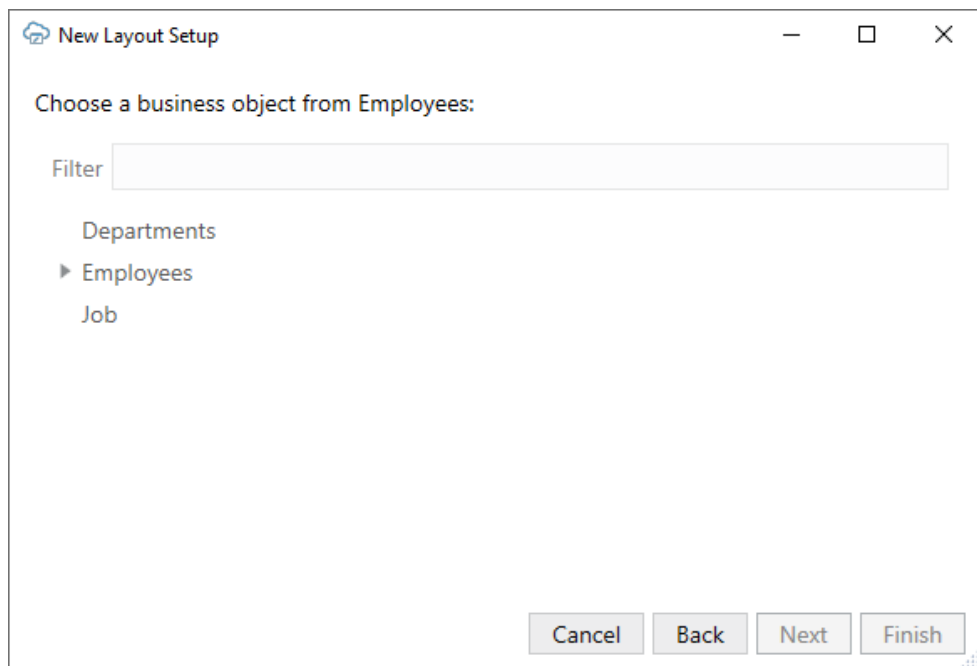 New Layout Setup
Choose a business object from Employees:
Filter
Departments
Employees
Job
Cancel Back Next Finish